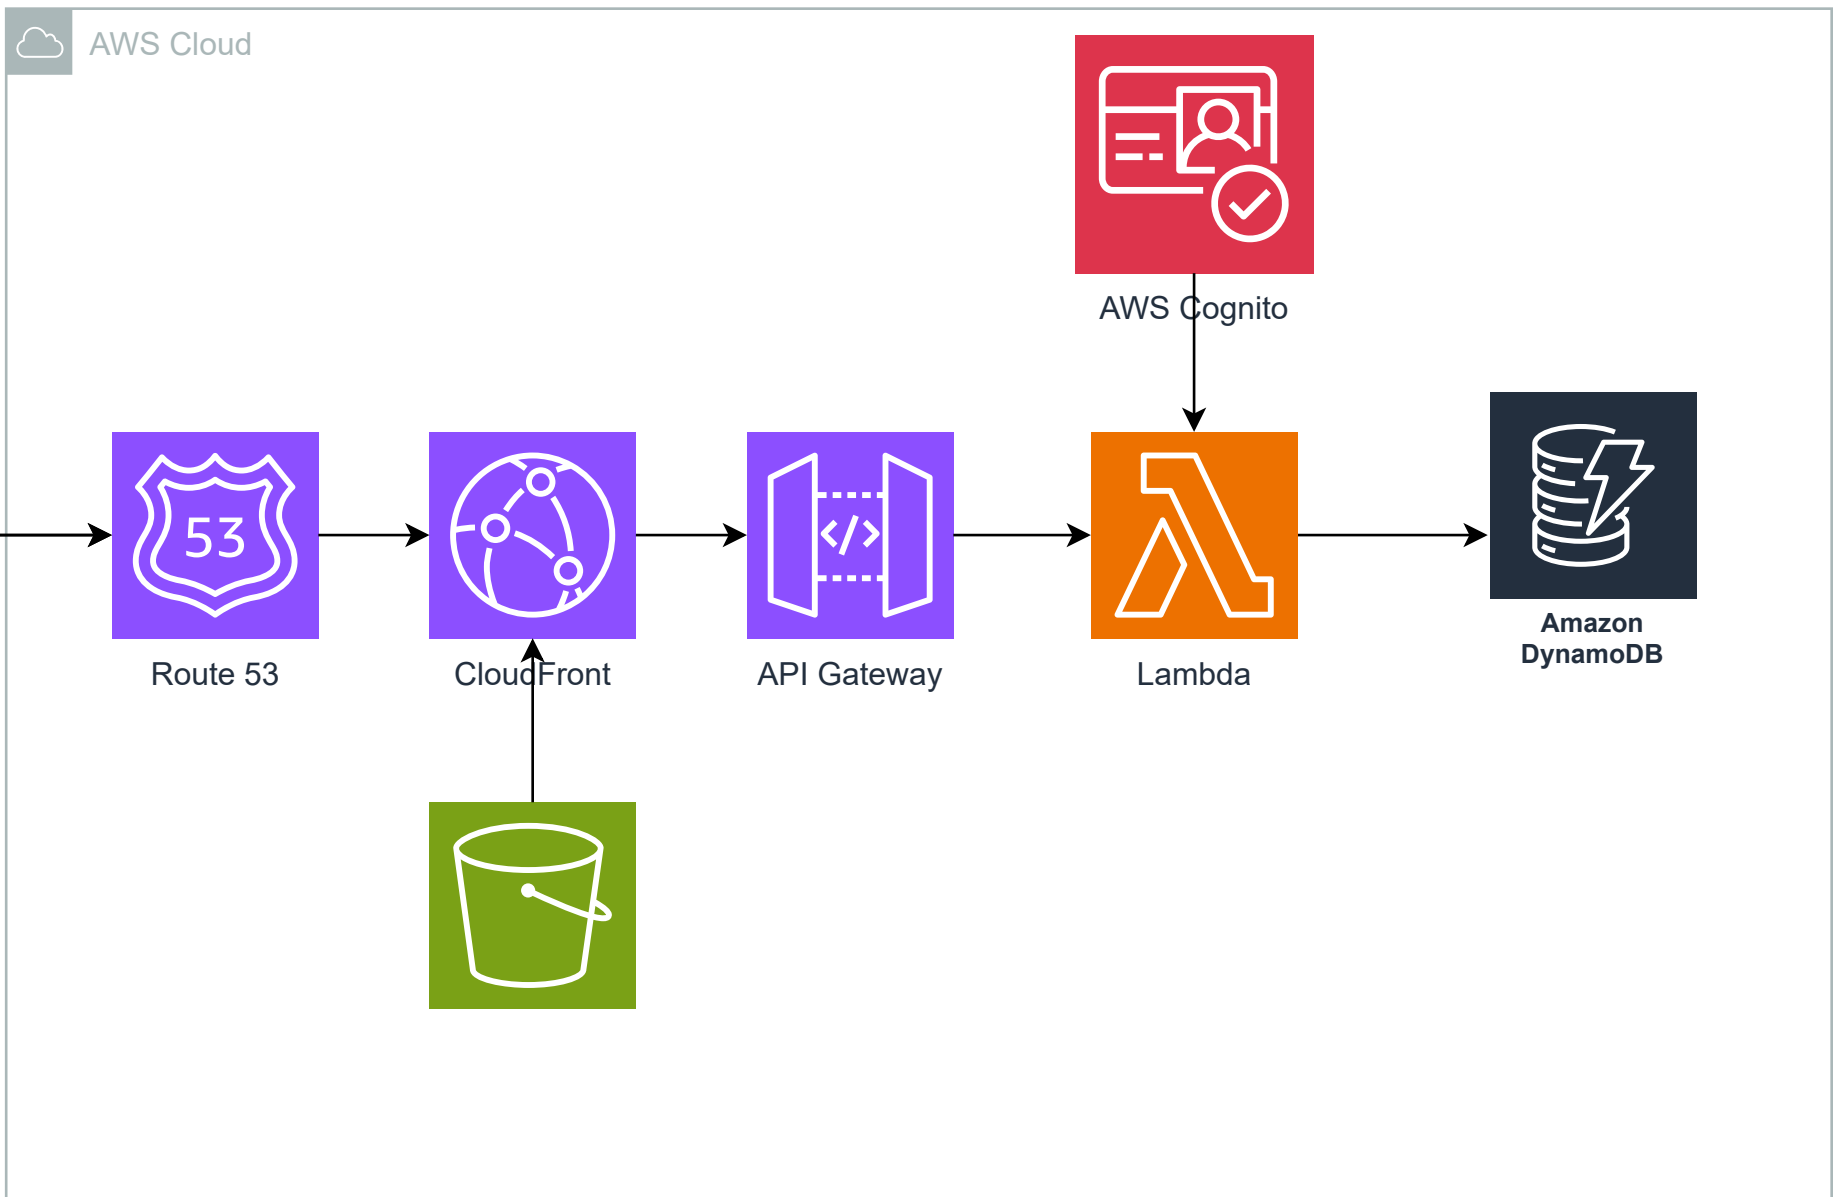 AWS Cloud
AWS Cognito
53
Route 53
CloudFront
API Gateway
</>
Lambda
Amazon
DynamoDB